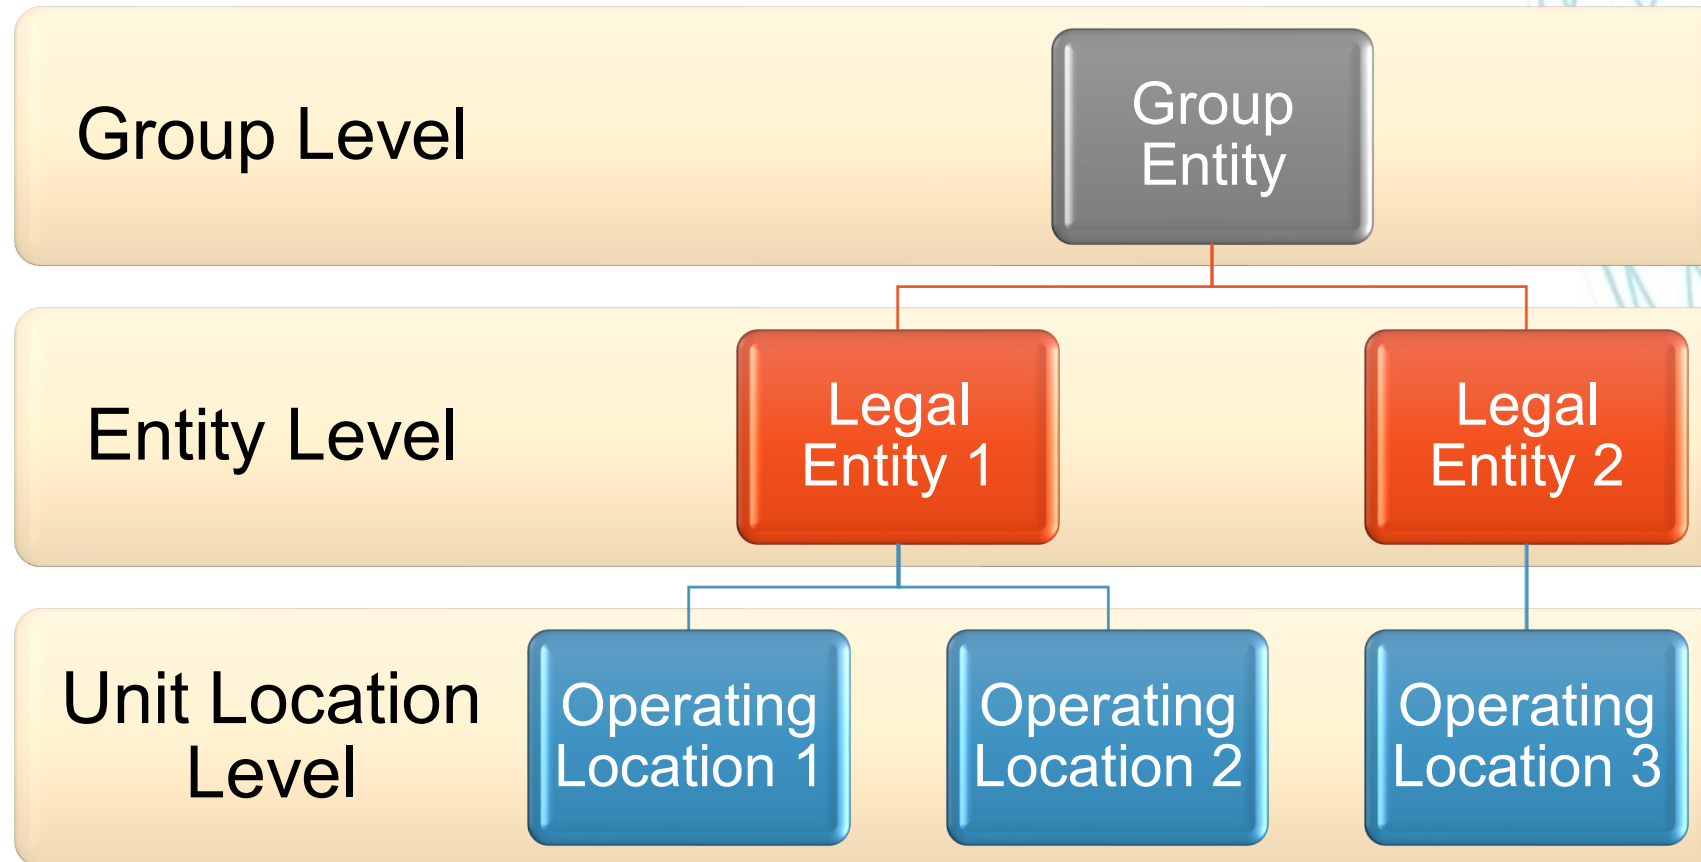 Group Level
Group
Entity
Entity Level
Legal
Entity 1
Legal
Entity 2
Unit Location
Level
Operating
Location 1
Operating
Location 2
Operating
Location 3